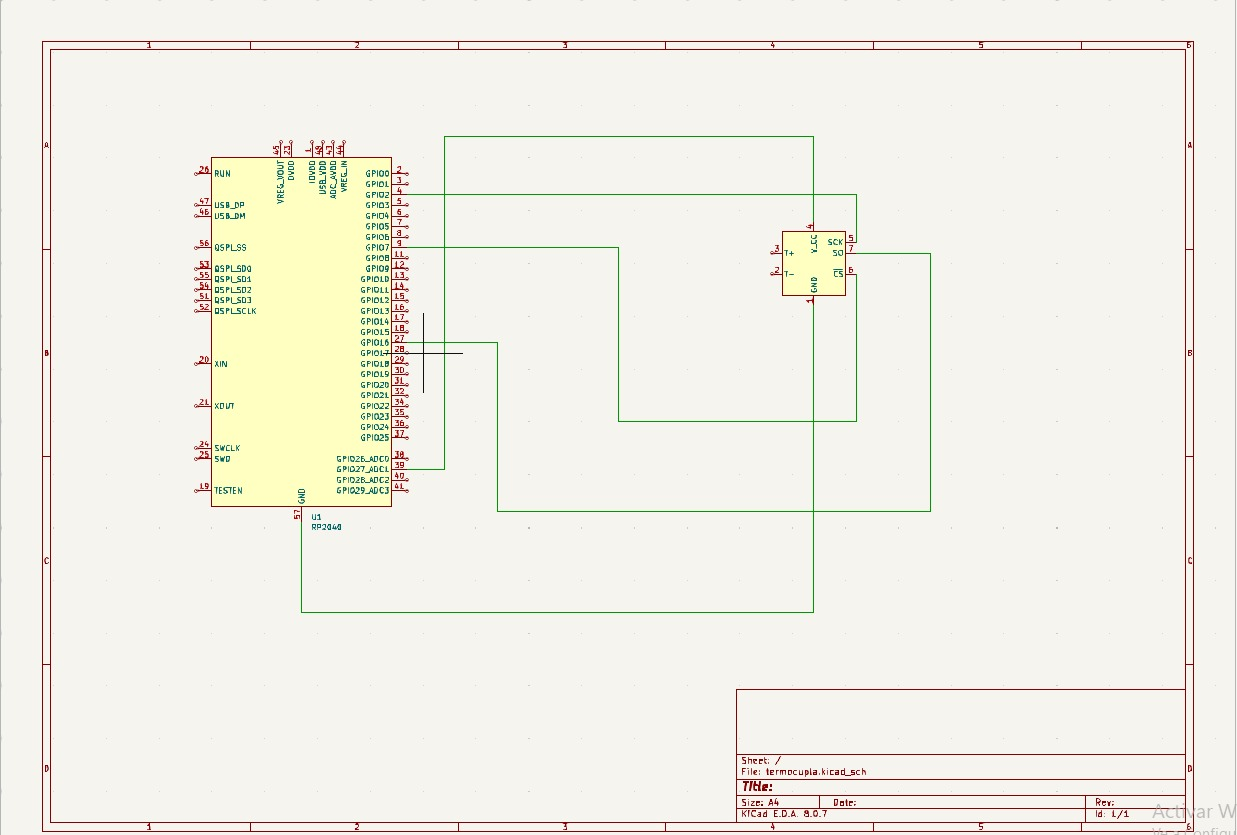 1 2 3 4 5 6
A A
B B
C C
D D
45 VREG_VOUT
23 DVDD
1 IOVDD
48 USB_VDD
43 ADC_AVDD
44 VREG_IN
26 RUN
47 USB_DP
46 USB_DM
56 QSPI_SS
53 QSPI_SD0
55 QSPI_SD1
54 QSPI_SD2
51 QSPI_SD3
52 QSPI_SCLK
20 XIN
21 XOUT
24 SWCLK
25 SWD
19 TESTEN
GPIO0 2
GPIO1 3
GPIO2 4
GPIO3 5
GPIO4 6
GPIO5 7
GPIO6 8
GPIO7 9
GPIO8 11
GPIO9 12
GPIO10 13
GPIO11 14
GPIO12 15
GPIO13 16
GPIO14 17
GPIO15 18
GPIO16 27
GPIO17 28
GPIO18 29
GPIO19 30
GPIO20 31
GPIO21 32
GPIO22 34
GPIO23 35
GPIO24 36
GPIO25 37
GPIO26_ADC0 38
GPIO27_ADC1 39
GPIO28_ADC2 40
GPIO29_ADC3 41
GND 57
U1
RP2040
4 V_CC
SCK 5
3 T+
SO 7
2 T-
CS 6
GND 1
Sheet: /
File: termocupla.kicad_sch
Title:
Size: A4 Date: Rev:
KiCad E.D.A. 8.0.7 Id: 1/1
Activar W
1 2 3 4 5 6